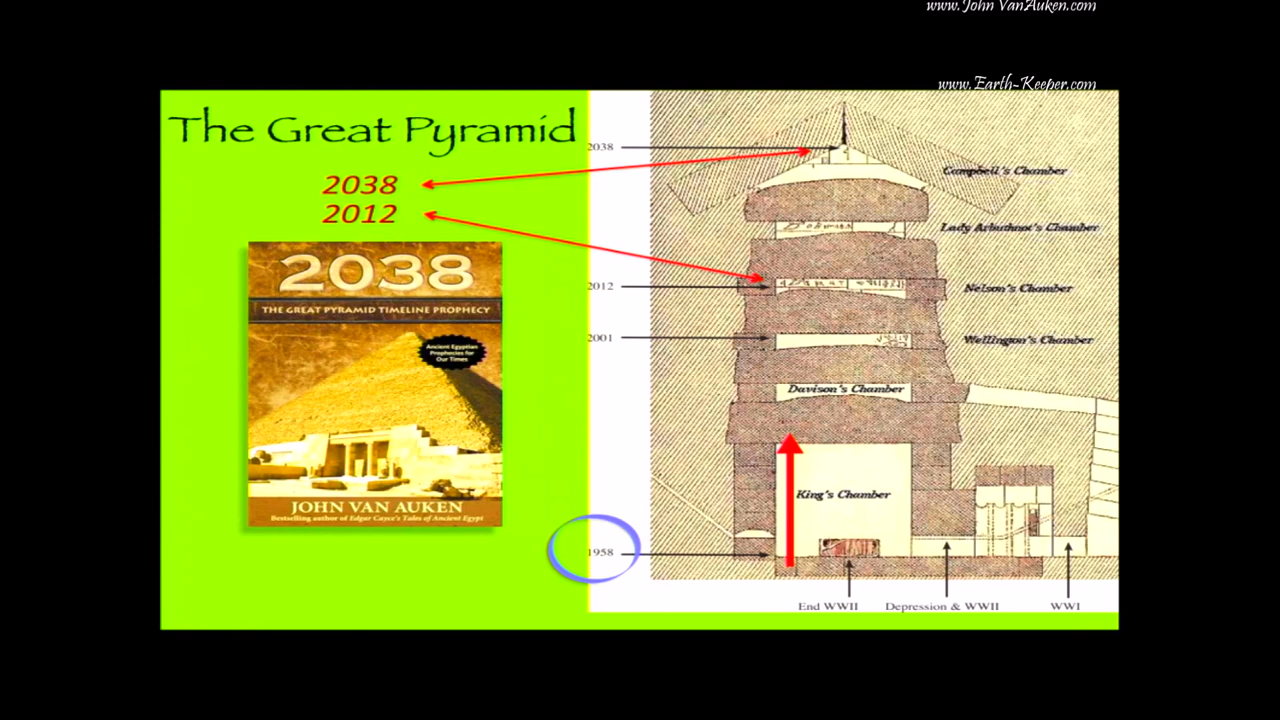 www.John VanAuken.com
www.Earth-Keeper.com
The Great Pyramid
2038
2012
2038
THE GREAT PYRAMID TIMELINE PROPHECY
Ancient Egyptian
Prophecies for
Our Times
JOHN VAN AUKEN
Bestselling author of Edgar Cayce's Tales of Ancient Egypt
2038
Campbell's Chamber
Lady Arbuthnot's Chamber
2012
Nelson's Chamber
2001
Wellington's Chamber
Davison's Chamber
King's Chamber
1958
End WWII
Depression & WWII
WWI